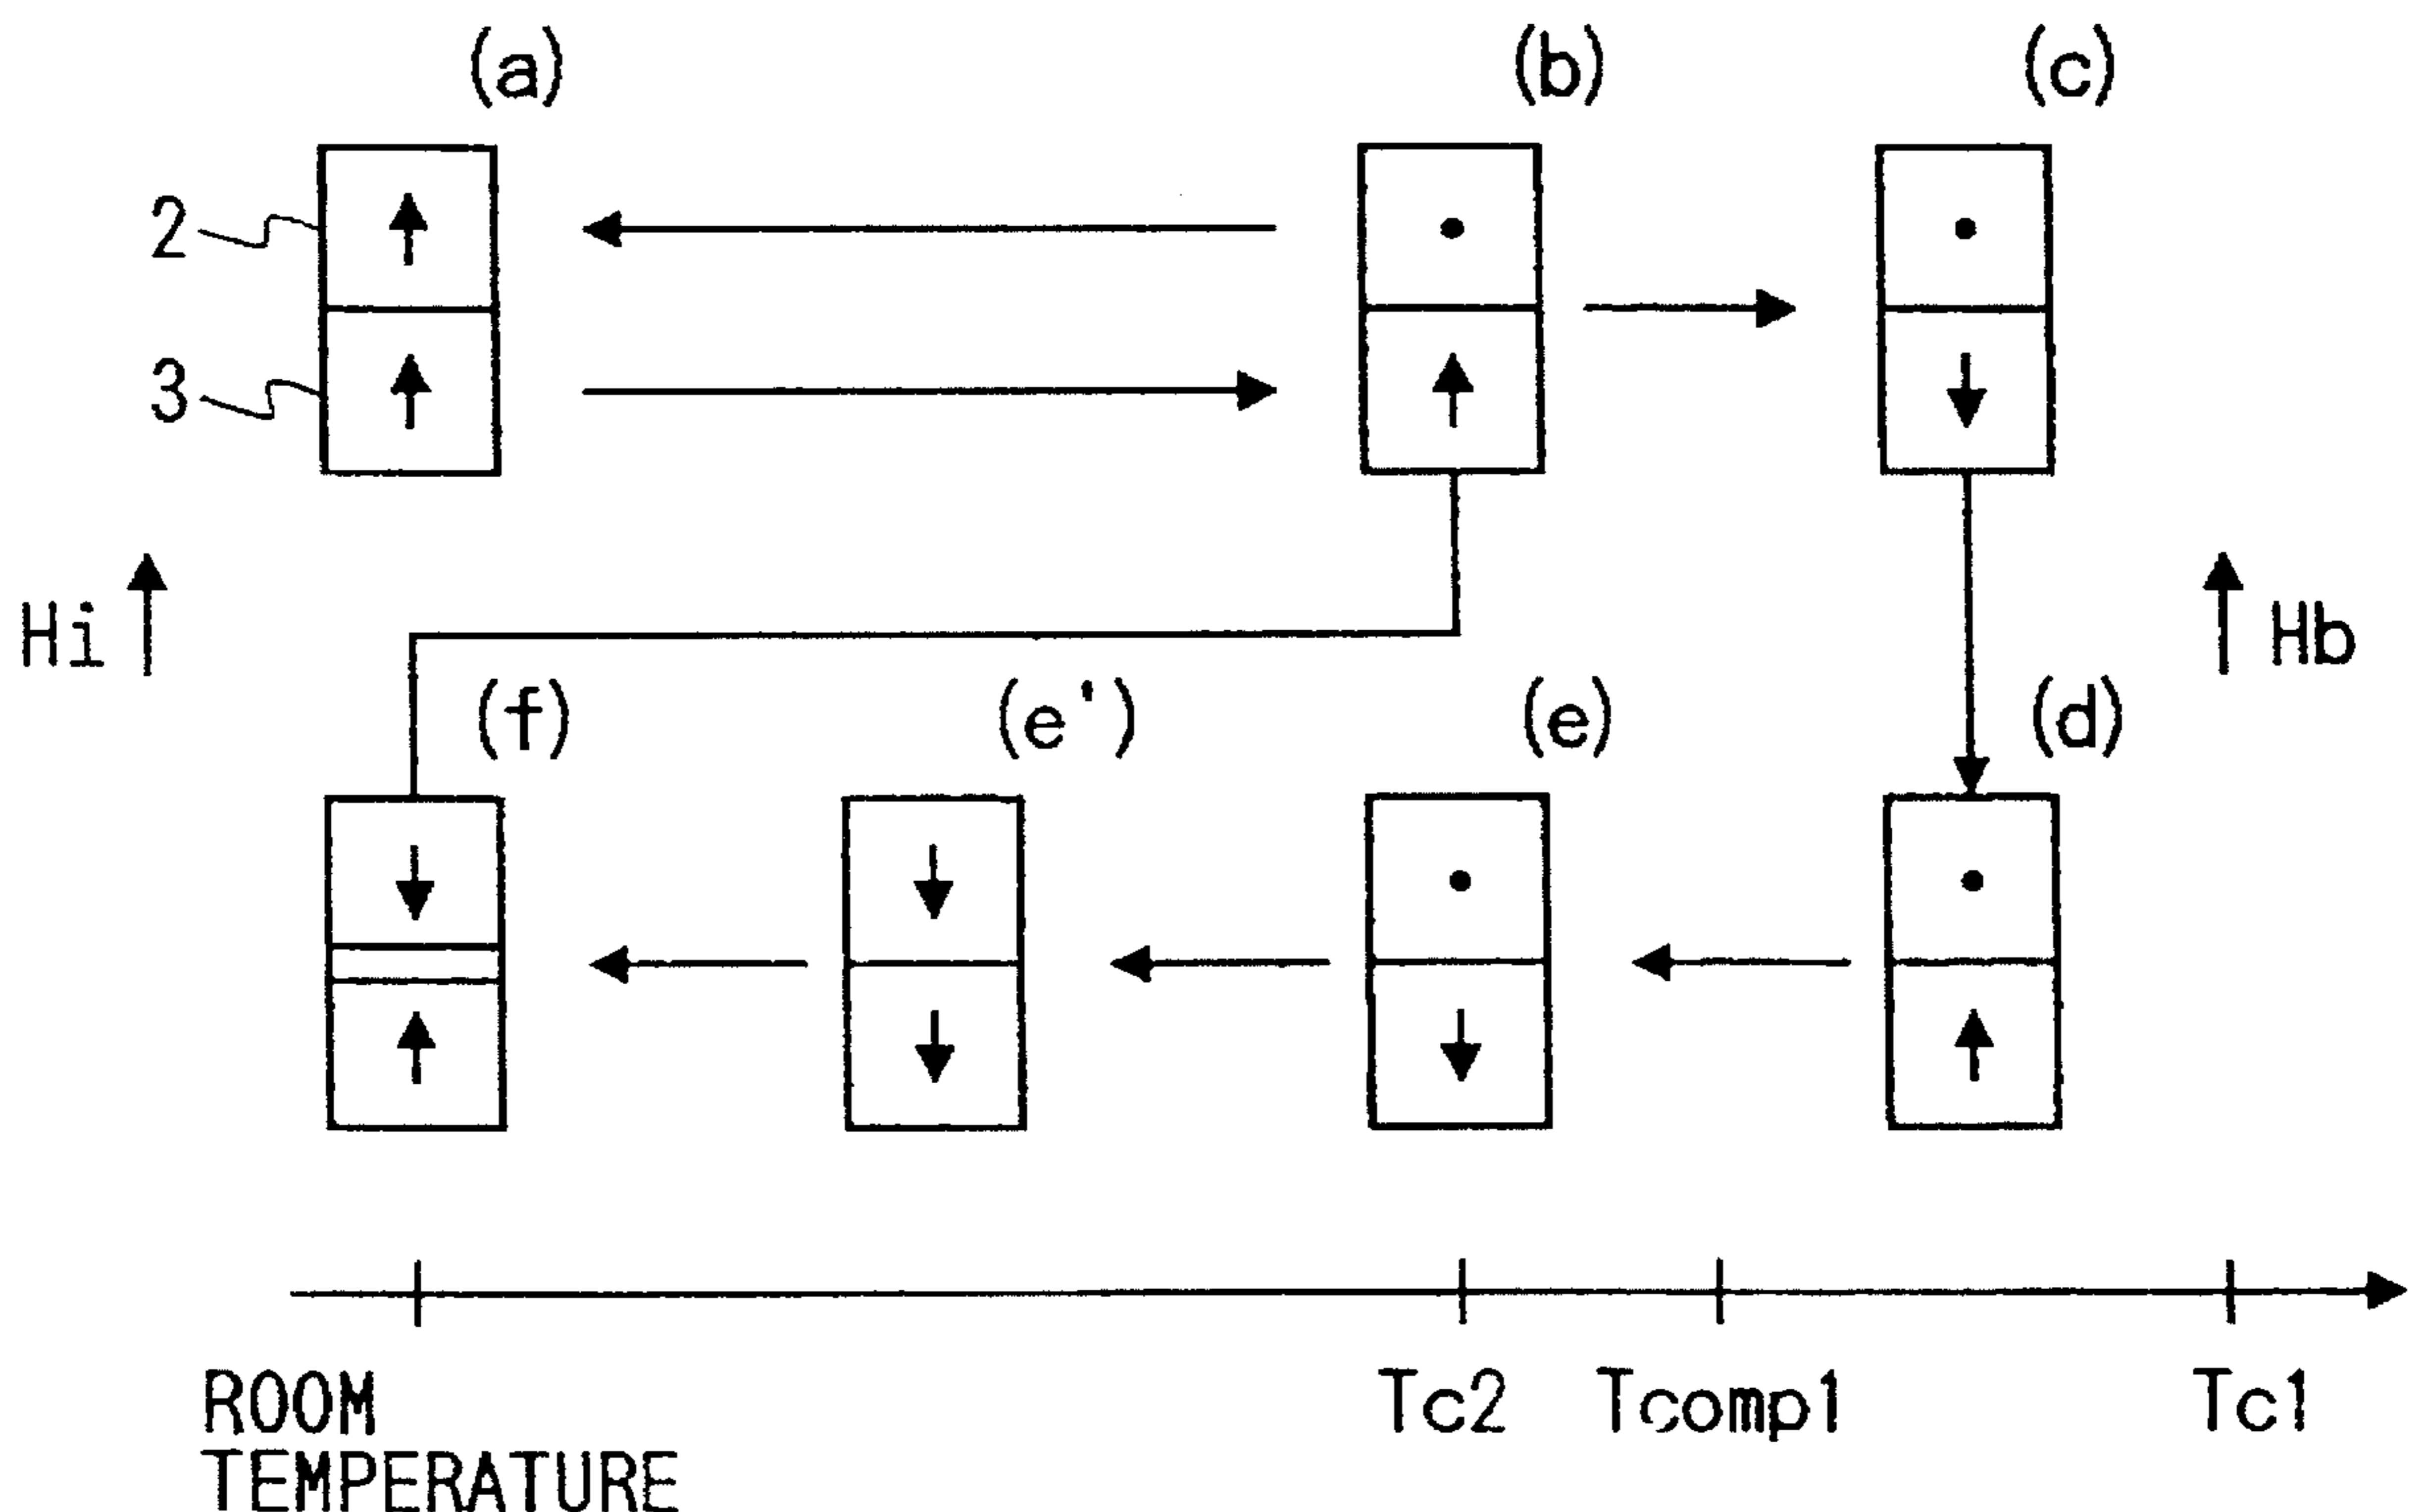 (a) (b) (c)
2
3
Hi Hb
(f) (e') (e) (d)
ROOM Tc2 Tcomp1 Tc1
TEMPERATURE